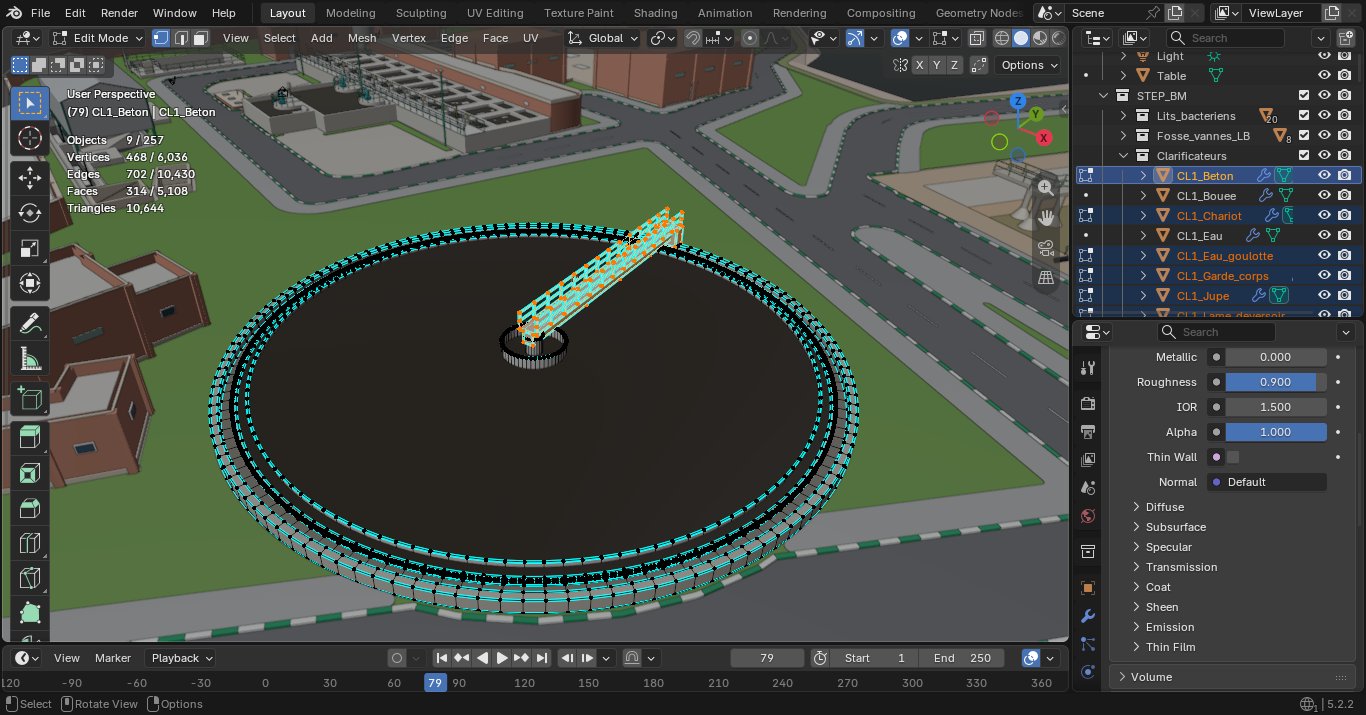 File Edit Render Window Help Layout Modeling Sculpting UV Editing Texture Paint Shading Animation Rendering Compositing Geometry Nodes Scene ViewLayer
Edit Mode View Select Add Mesh Vertex Edge Face UV Global Search
X Y Z Options
User Perspective
(79) CL1_Beton | CL1_Beton
Objects 9 / 257
Vertices 468 / 6,036
Edges 702 / 10,430
Faces 314 / 5,108
Triangles 10,644
Z
Y
X
Light
Table
STEP_BM
Lits_bacteriens 20
Fosse_vannes_LB 8
Clarificateurs
CL1_Beton
CL1_Bouee
CL1_Chariot
CL1_Eau
CL1_Eau_goulotte
CL1_Garde_corps
CL1_Jupe
CL1_Lame_deversoir
Search
Metallic 0.000
Roughness 0.900
IOR 1.500
Alpha 1.000
Thin Wall
Normal Default
Diffuse
Subsurface
Specular
Transmission
Coat
Sheen
Emission
Thin Film
Volume
View Marker Playback 79 Start 1 End 250
-120 -90 -60 -30 0 30 60 79 90 120 150 180 210 240 270 300 330 360
Select Rotate View Options 1 5.2.2